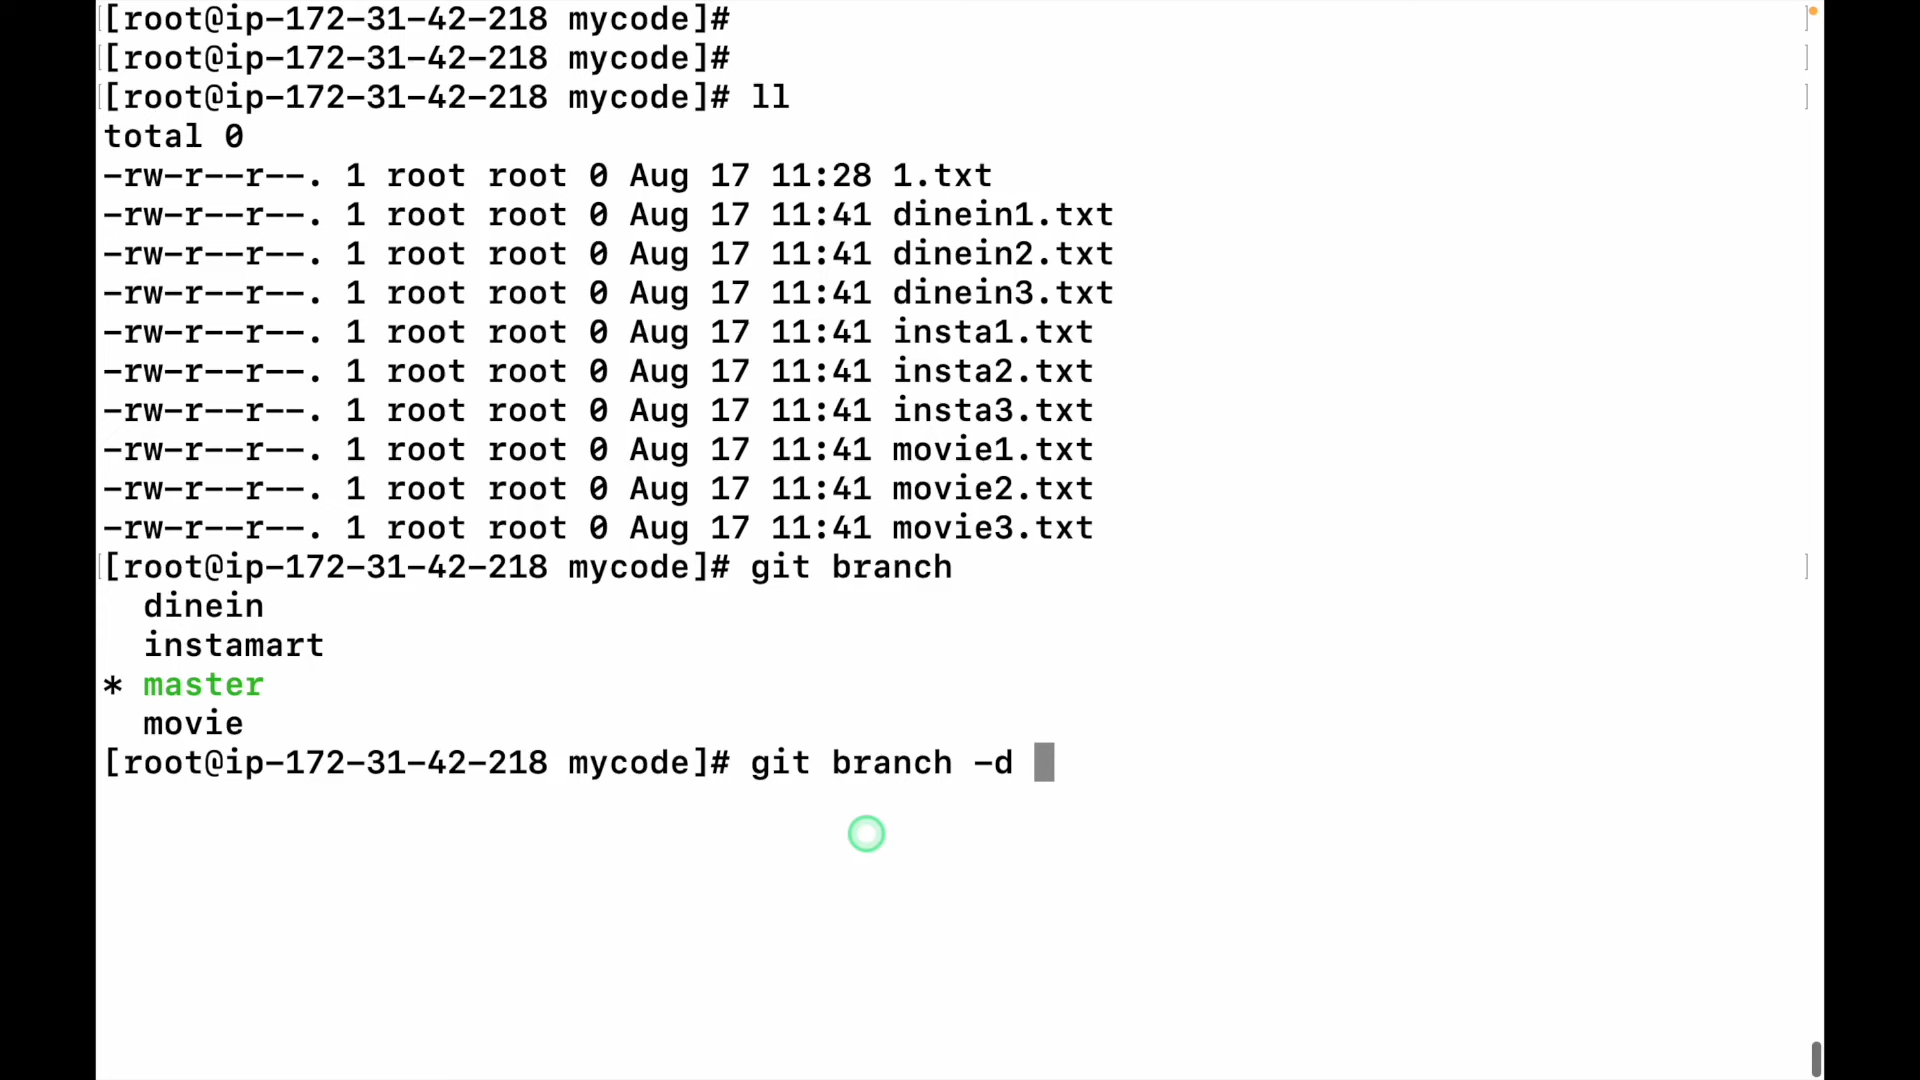 [root@ip-172-31-42-218 mycode]#
[root@ip-172-31-42-218 mycode]#
[root@ip-172-31-42-218 mycode]# ll
total 0
-rw-r--r--. 1 root root 0 Aug 17 11:28 1.txt
-rw-r--r--. 1 root root 0 Aug 17 11:41 dinein1.txt
-rw-r--r--. 1 root root 0 Aug 17 11:41 dinein2.txt
-rw-r--r--. 1 root root 0 Aug 17 11:41 dinein3.txt
-rw-r--r--. 1 root root 0 Aug 17 11:41 insta1.txt
-rw-r--r--. 1 root root 0 Aug 17 11:41 insta2.txt
-rw-r--r--. 1 root root 0 Aug 17 11:41 insta3.txt
-rw-r--r--. 1 root root 0 Aug 17 11:41 movie1.txt
-rw-r--r--. 1 root root 0 Aug 17 11:41 movie2.txt
-rw-r--r--. 1 root root 0 Aug 17 11:41 movie3.txt
[root@ip-172-31-42-218 mycode]# git branch
  dinein
  instamart
* master
  movie
[root@ip-172-31-42-218 mycode]# git branch -d